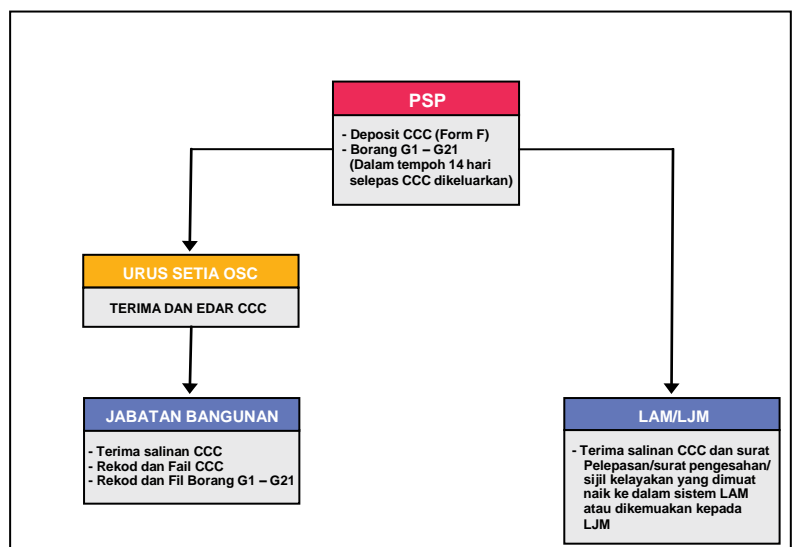 PSP
- Deposit CCC (Form F)
- Borang G1 – G21
(Dalam tempoh 14 hari
selepas CCC dikeluarkan)
URUS SETIA OSC
TERIMA DAN EDAR CCC
JABATAN BANGUNAN
- Terima salinan CCC
- Rekod dan Fail CCC
- Rekod dan Fil Borang G1 – G21
LAM/LJM
- Terima salinan CCC dan surat
Pelepasan/surat pengesahan/
sijil kelayakan yang dimuat
naik ke dalam sistem LAM
atau dikemuakan kepada
LJM